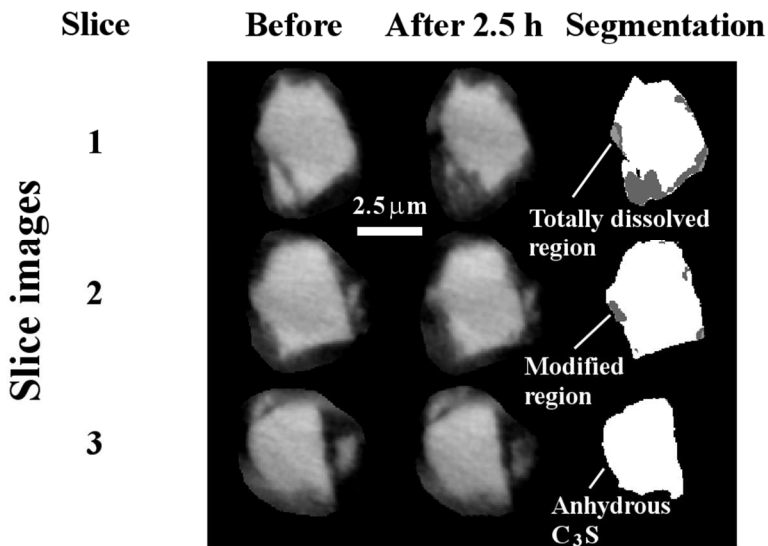 Slice Before After 2.5 h Segmentation
Slice images
1
2.5 μm
Totally dissolved
region
2
Modified
region
3
Anhydrous
C₃S